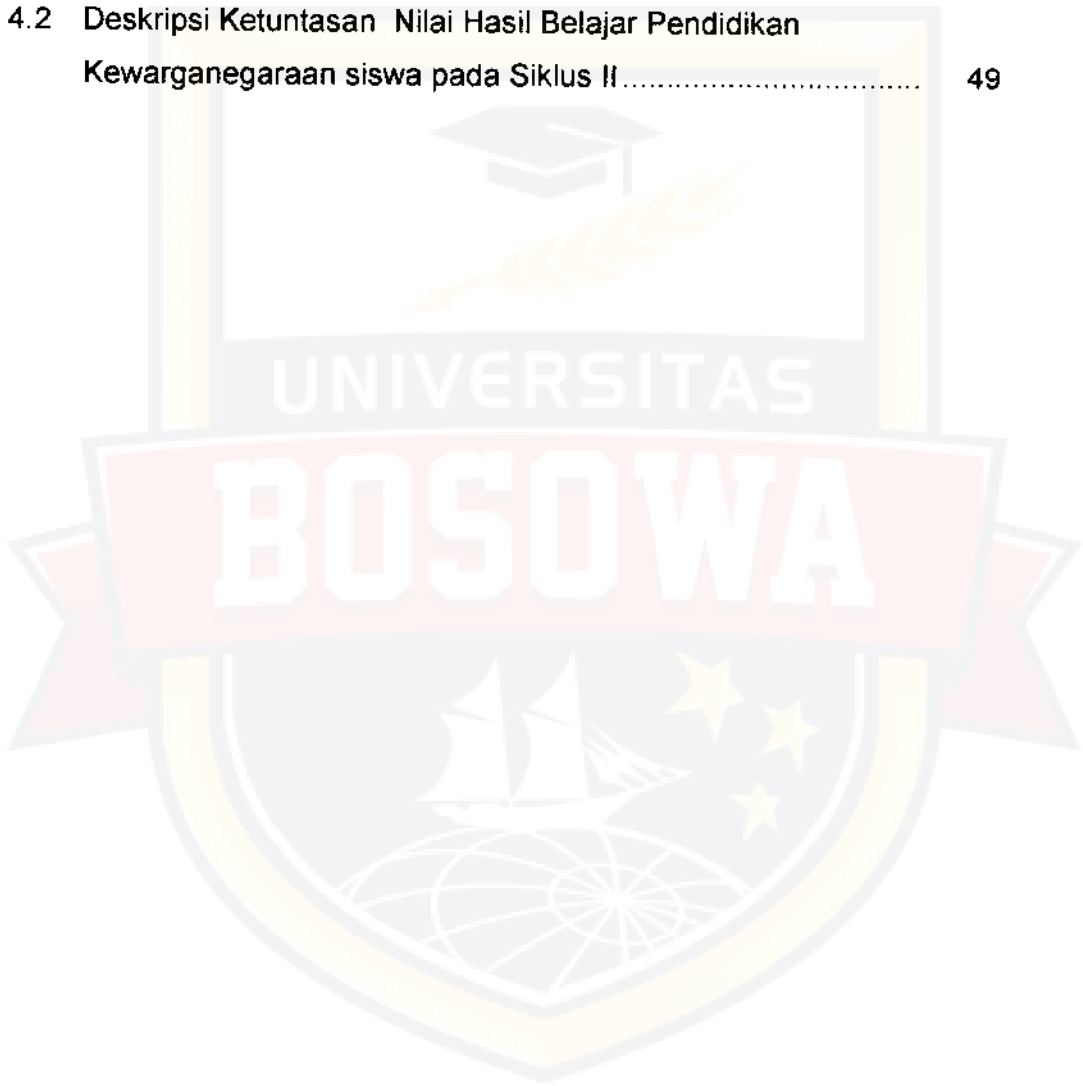 4.2 Deskripsi Ketuntasan Nilai Hasil Belajar Pendidikan
Kewarganegaraan siswa pada Siklus II.................................. 49
UNIVERSITAS
BOSOWA